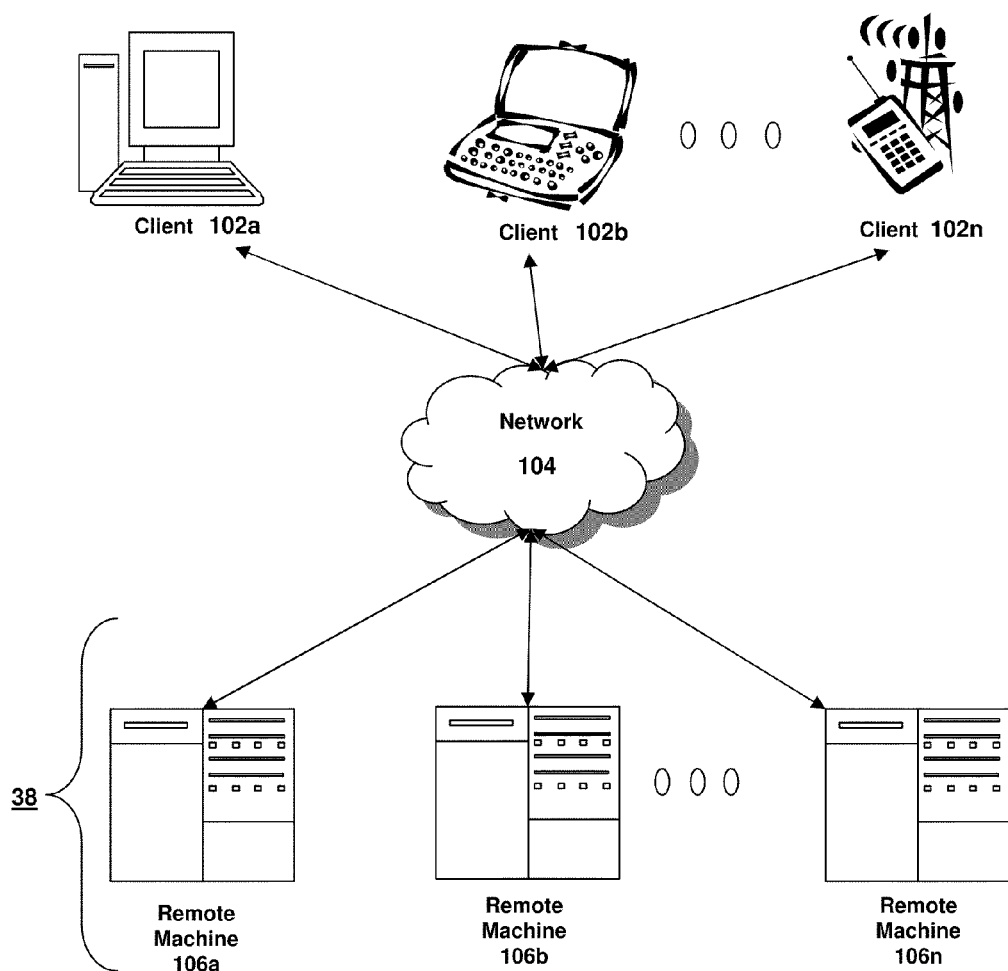 Client 102a
Client 102b
Client 102n
Network
104
38
Remote
Machine
106a
Remote
Machine
106b
Remote
Machine
106n